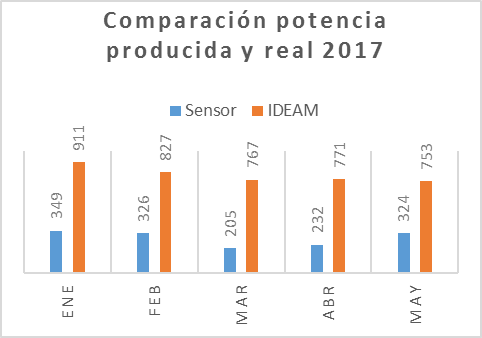 Comparación potencia
producida y real 2017
Sensor IDEAM
349 911 326 827 205 767 232 771 324 753
ENE FEB MAR ABR MAY